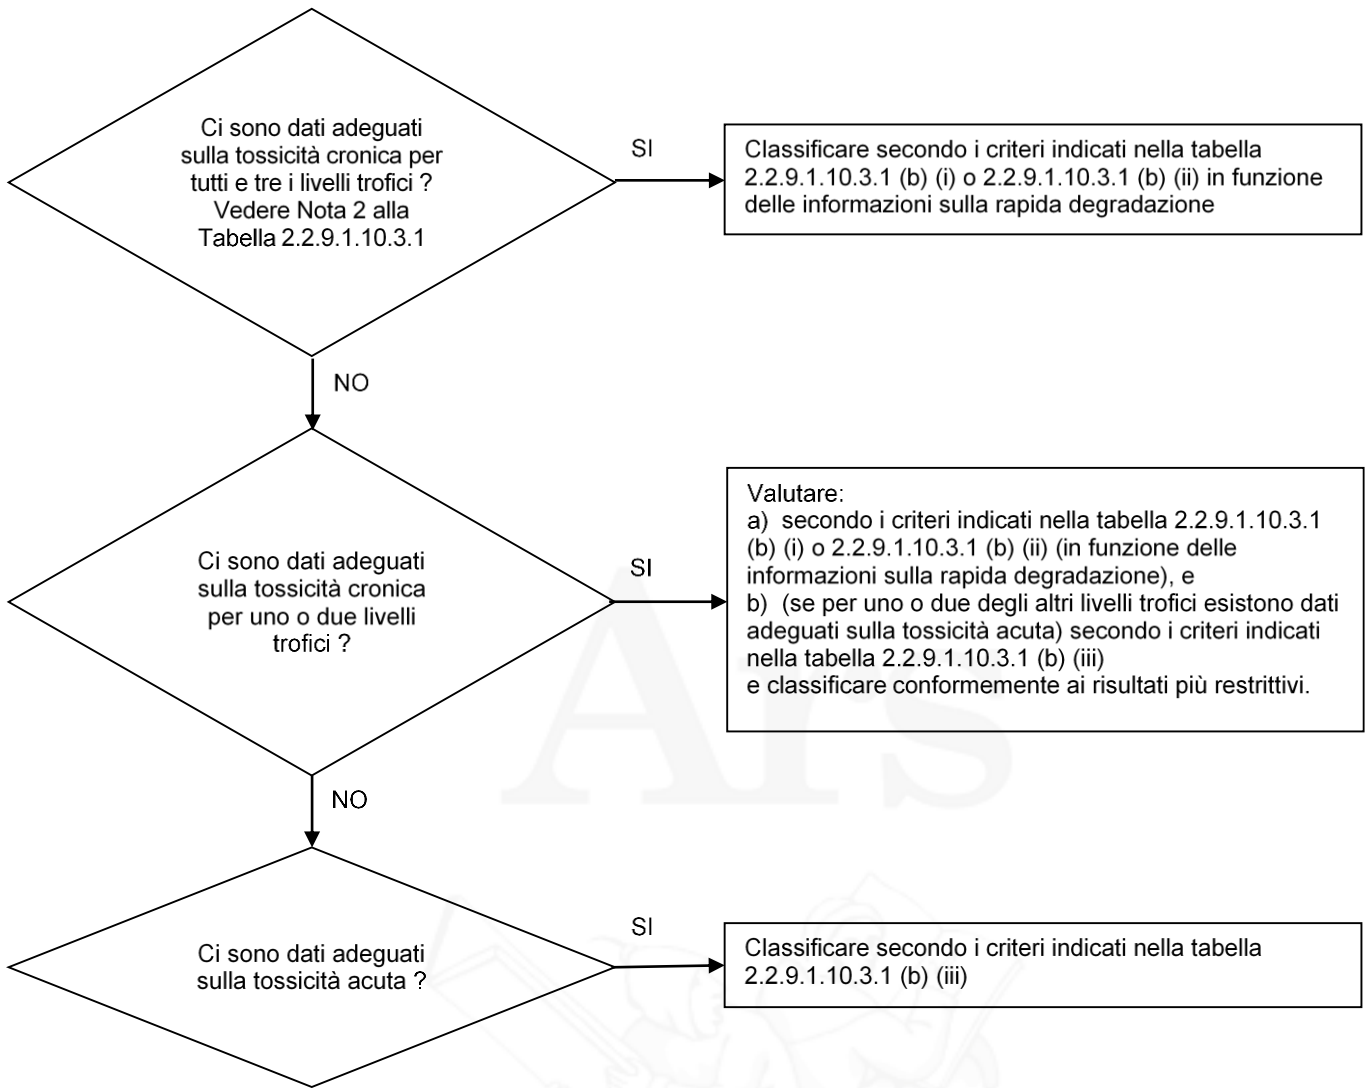 Ci sono dati adeguati
sulla tossicità cronica per
tutti e tre i livelli trofici ?
Vedere Nota 2 alla
Tabella 2.2.9.1.10.3.1
SI
Classificare secondo i criteri indicati nella tabella
2.2.9.1.10.3.1 (b) (i) o 2.2.9.1.10.3.1 (b) (ii) in funzione
delle informazioni sulla rapida degradazione
NO
Ci sono dati adeguati
sulla tossicità cronica
per uno o due livelli
trofici ?
SI
Valutare:
a) secondo i criteri indicati nella tabella 2.2.9.1.10.3.1
(b) (i) o 2.2.9.1.10.3.1 (b) (ii) (in funzione delle
informazioni sulla rapida degradazione), e
b) (se per uno o due degli altri livelli trofici esistono dati
adeguati sulla tossicità acuta) secondo i criteri indicati
nella tabella 2.2.9.1.10.3.1 (b) (iii)
e classificare conformemente ai risultati più restrittivi.
Ars
NO
Ci sono dati adeguati
sulla tossicità acuta ?
SI
Classificare secondo i criteri indicati nella tabella
2.2.9.1.10.3.1 (b) (iii)